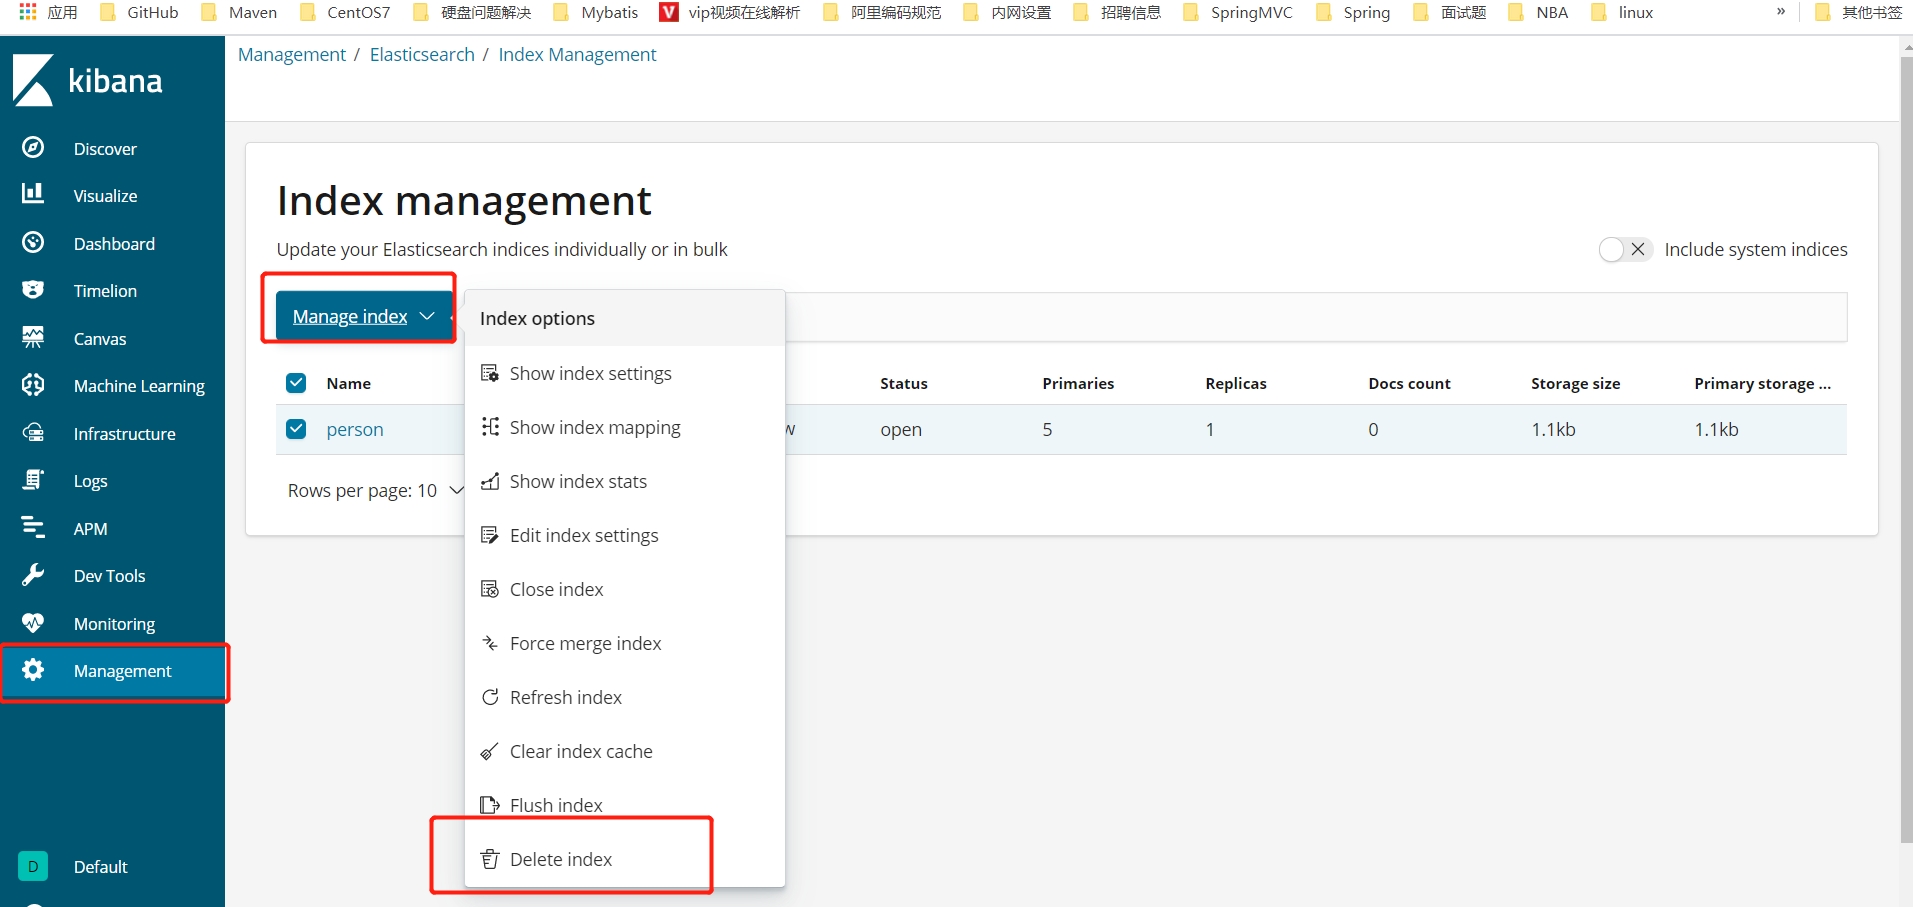 应用 GitHub Maven CentOS7 硬盘问题解决 Mybatis V vip视频在线解析 阿里编码规范 内网设置 招聘信息 SpringMVC Spring 面试题 NBA linux » 其他书签
kibana
Discover
Visualize
Dashboard
Timelion
Canvas
Machine Learning
Infrastructure
Logs
APM
Dev Tools
Monitoring
Management
D Default
Management / Elasticsearch / Index Management
Index management
Update your Elasticsearch indices individually or in bulk
Include system indices
Manage index
Index options
Show index settings
Show index mapping
Show index stats
Edit index settings
Close index
Force merge index
Refresh index
Clear index cache
Flush index
Delete index
Name Status Primaries Replicas Docs count Storage size Primary storage ...
person w open 5 1 0 1.1kb 1.1kb
Rows per page: 10